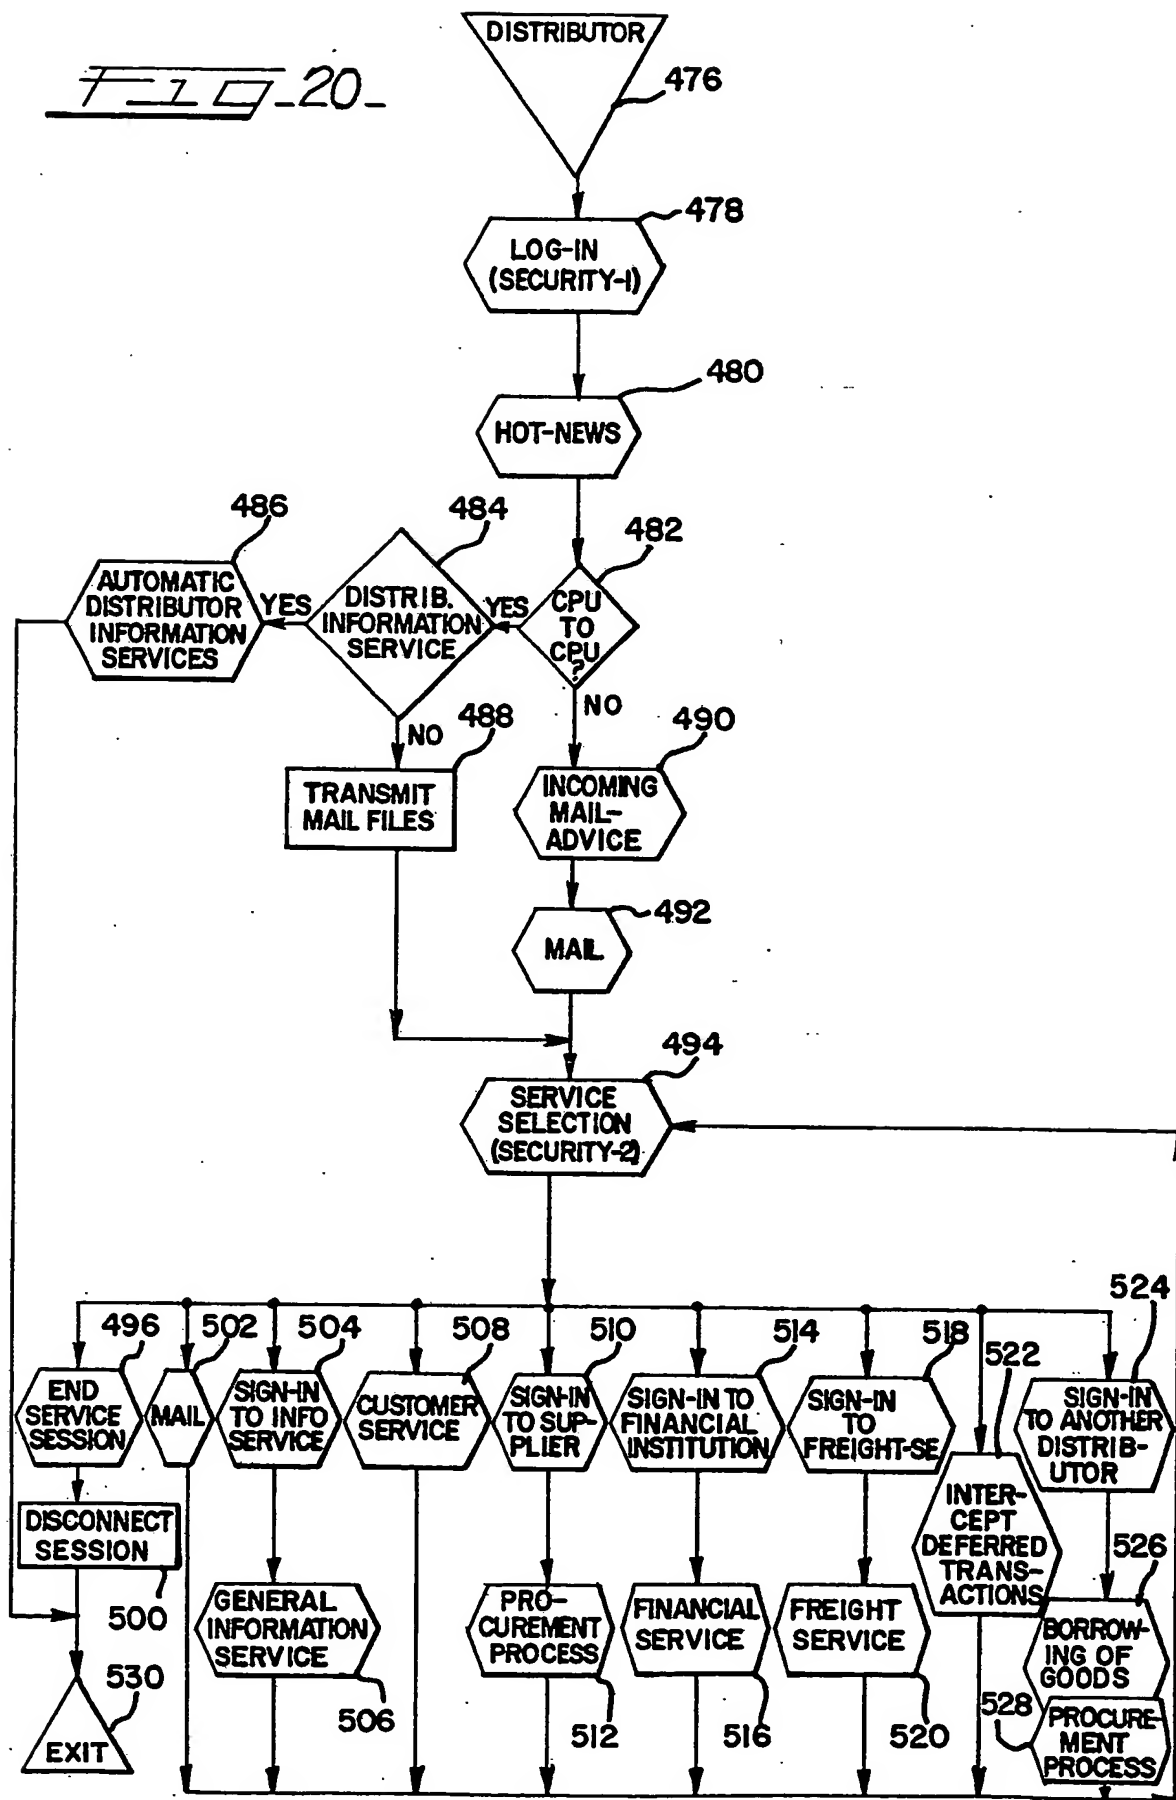 DISTRIBUTOR
Fig-20-
476
478
LOG-IN
(SECURITY-1)
480
HOT-NEWS
486
484
482
AUTOMATIC
DISTRIBUTOR
INFORMATION
SERVICES
YES
DISTRIB.
INFORMATION
SERVICE
YES
CPU
TO
CPU
?
NO
488
NO
490
TRANSMIT
MAIL FILES
INCOMING
MAIL-
ADVICE
492
MAIL
494
SERVICE
SELECTION
(SECURITY-2)
496
502
504
508
510
514
518
522
524
END
SERVICE
SESSION
MAIL
SIGN-IN
TO INFO
SERVICE
CUSTOMER
SERVICE
SIGN-IN
TO SUP-
PLIER
SIGN-IN TO
FINANCIAL
INSTITUTION
SIGN-IN
TO
FREIGHT-SE
SIGN-IN
TO ANOTHER
DISTRIB-
UTOR
INTER-
CEPT
DEFERRED
TRANS-
ACTIONS
526
DISCONNECT
SESSION
500
GENERAL
INFORMATION
SERVICE
PRO-
CUREMENT
PROCESS
FINANCIAL
SERVICE
FREIGHT
SERVICE
BORROW-
ING OF
GOODS
530
506
512
516
520
528
PROCURE-
MENT
PROCESS
EXIT